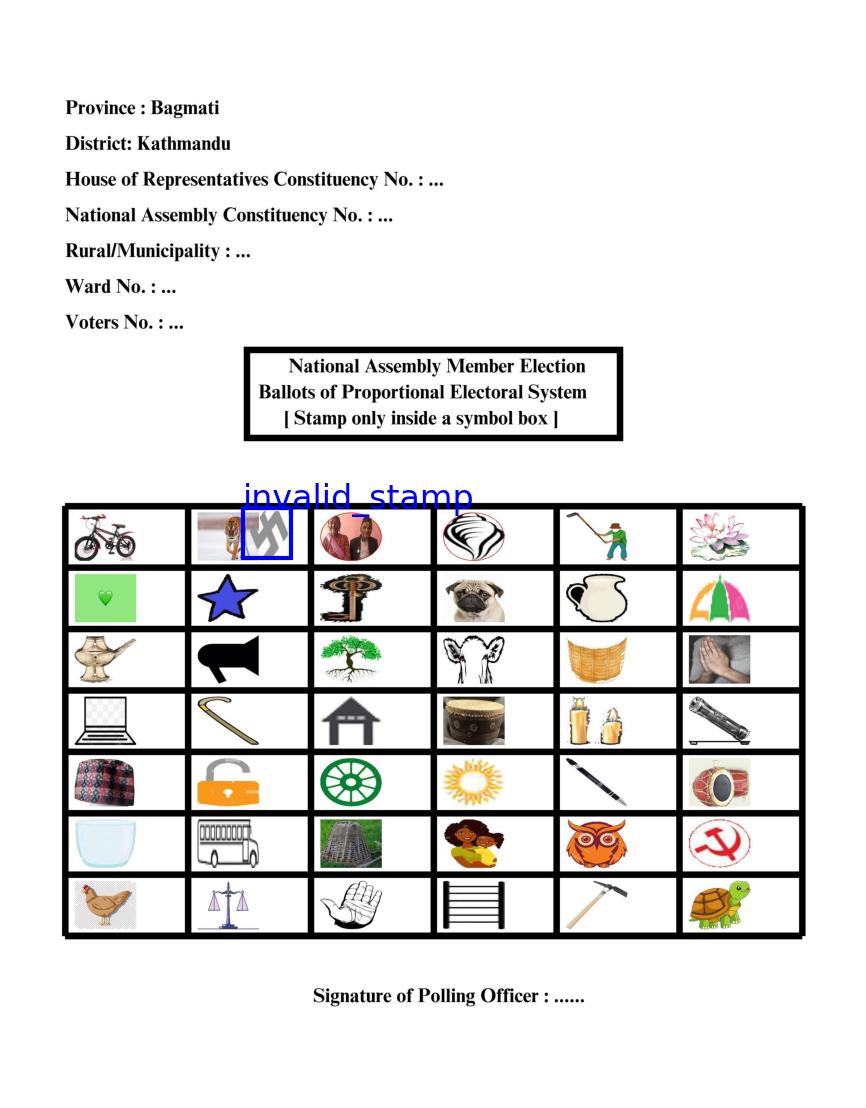 Province : Bagmati
District: Kathmandu
House of Representatives Constituency No. : ...
National Assembly Constituency No. : ...
Rural/Municipality : ...
Ward No. : ...
Voters No. : ...
National Assembly Member Election
Ballots of Proportional Electoral System
[ Stamp only inside a symbol box ]
invalid_stamp
Signature of Polling Officer : ......